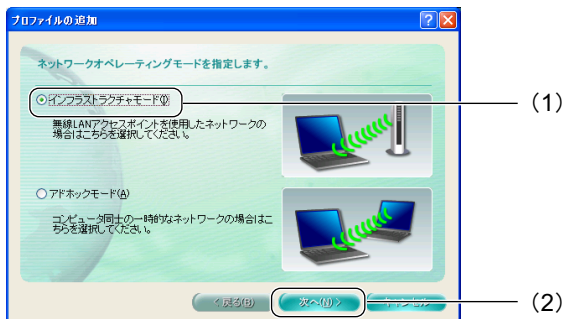 プロファイルの追加
ネットワークオペレーティングモードを指定します。
インフラストラクチャモード(I)
(1)
無線LANアクセスポイントを使用したネットワークの
場合はこちらを選択してください。
アドホックモード(A)
コンピュータ同士の一時的なネットワークの場合はこ
ちらを選択してください。
< 戻る(B)
次へ(N) >
キャンセル
(2)